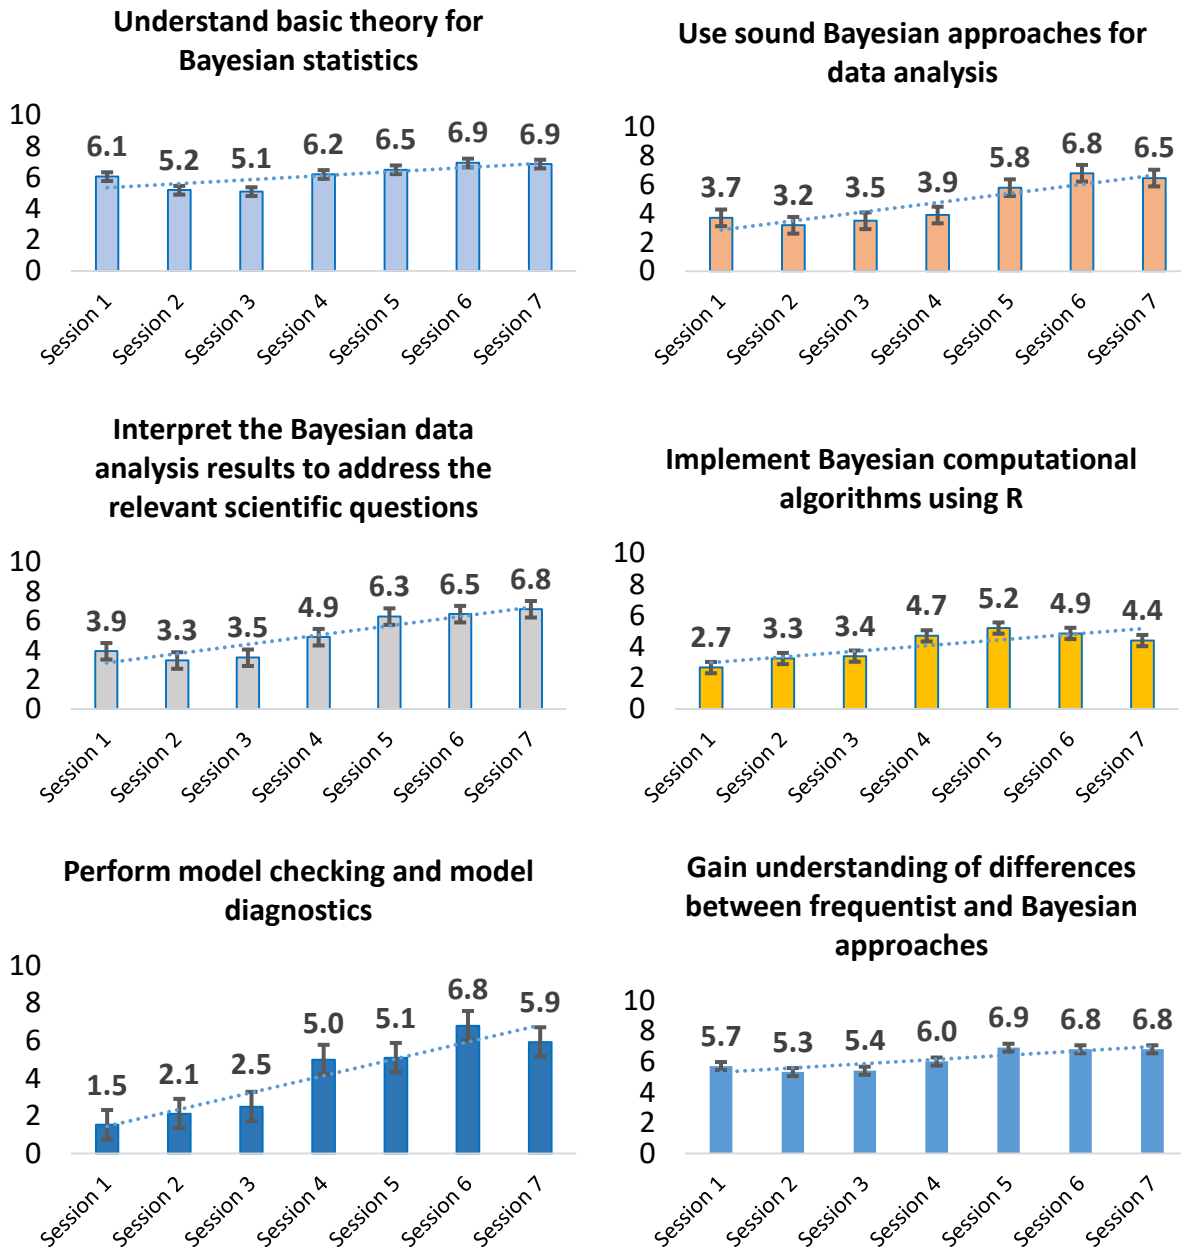 Understand basic theory for
Bayesian statistics
10
8
6
4
2
0
6.1
5.2
5.1
6.2
6.5
6.9
6.9
Session 1
Session 2
Session 3
Session 4
Session 5
Session 6
Session 7
Use sound Bayesian approaches for
data analysis
10
8
6
4
2
0
3.7
3.2
3.5
3.9
5.8
6.8
6.5
Session 1
Session 2
Session 3
Session 4
Session 5
Session 6
Session 7
Interpret the Bayesian data
analysis results to address the
relevant scientific questions
10
8
6
4
2
0
3.9
3.3
3.5
4.9
6.3
6.5
6.8
Session 1
Session 2
Session 3
Session 4
Session 5
Session 6
Session 7
Implement Bayesian computational
algorithms using R
10
8
6
4
2
0
2.7
3.3
3.4
4.7
5.2
4.9
4.4
Session 1
Session 2
Session 3
Session 4
Session 5
Session 6
Session 7
Perform model checking and model
diagnostics
10
8
6
4
2
0
1.5
2.1
2.5
5.0
5.1
6.8
5.9
Session 1
Session 2
Session 3
Session 4
Session 5
Session 6
Session 7
Gain understanding of differences
between frequentist and Bayesian
approaches
10
8
6
4
2
0
5.7
5.3
5.4
6.0
6.9
6.8
6.8
Session 1
Session 2
Session 3
Session 4
Session 5
Session 6
Session 7